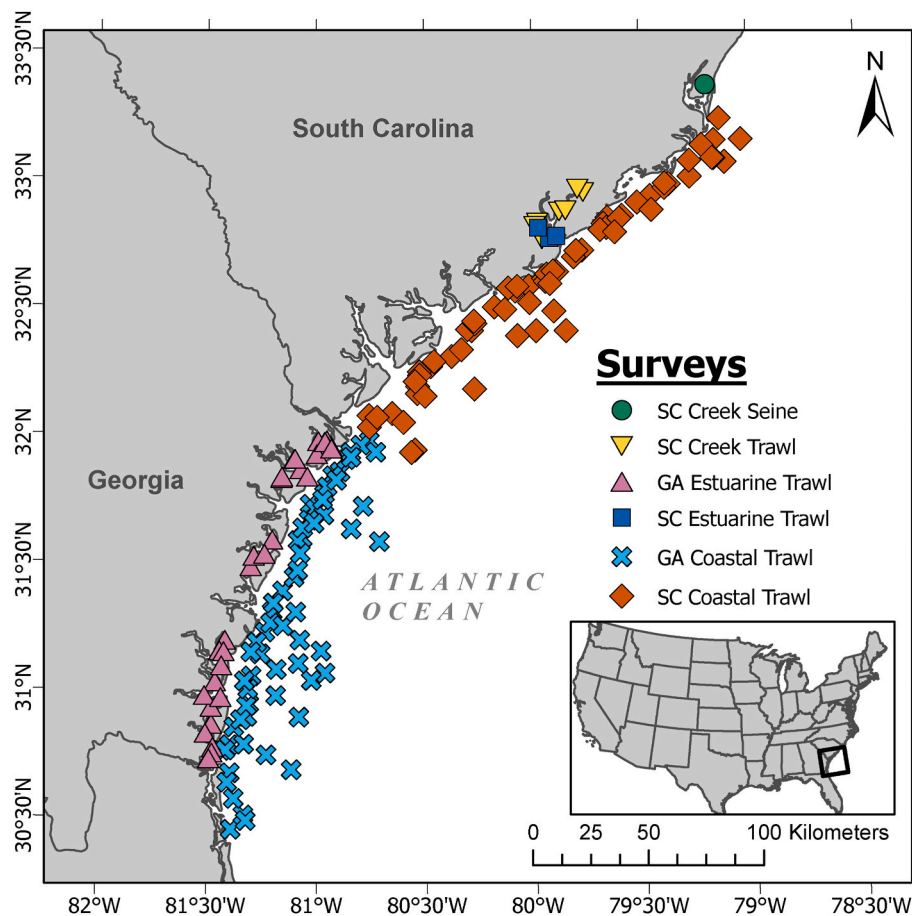 33°30'N
33°N
32°30'N
32°N
31°30'N
31°N
30°30'N
South Carolina
Georgia
N
ATLANTIC
OCEAN
Surveys
SC Creek Seine
SC Creek Trawl
GA Estuarine Trawl
SC Estuarine Trawl
GA Coastal Trawl
SC Coastal Trawl
0 25 50 100 Kilometers
82°W 81°30'W 81°W 80°30'W 80°W 79°30'W 79°W 78°30'W